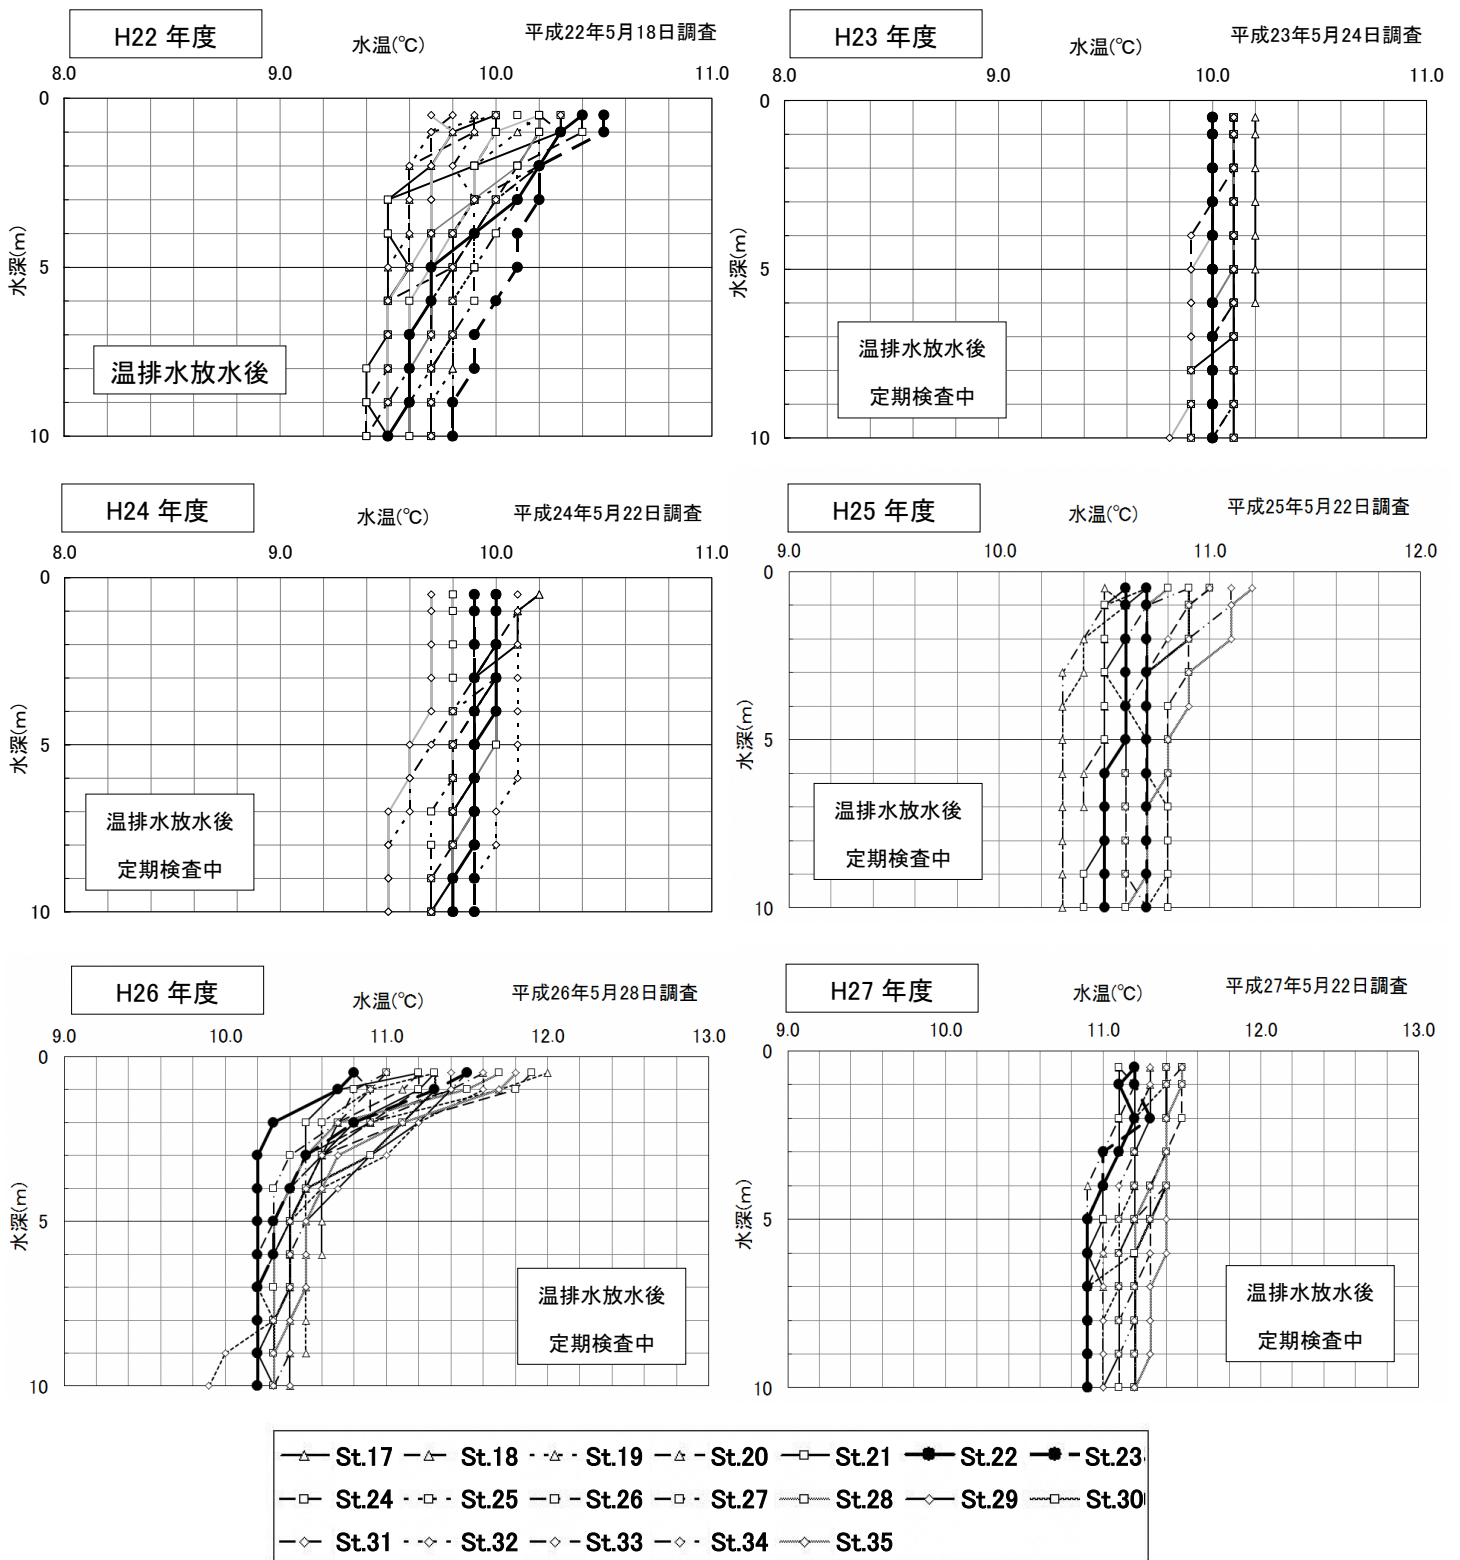 H22 年度
水温(℃)
平成22年5月18日調査
8.0 9.0 10.0 11.0
0
5
10
水深(m)
温排水放水後
H23 年度
水温(℃)
平成23年5月24日調査
8.0 9.0 10.0 11.0
0
5
10
水深(m)
温排水放水後
定期検査中
H24 年度
水温(℃)
平成24年5月22日調査
8.0 9.0 10.0 11.0
0
5
10
水深(m)
温排水放水後
定期検査中
H25 年度
水温(℃)
平成25年5月22日調査
9.0 10.0 11.0 12.0
0
5
10
水深(m)
温排水放水後
定期検査中
H26 年度
水温(℃)
平成26年5月28日調査
9.0 10.0 11.0 12.0 13.0
0
5
10
水深(m)
温排水放水後
定期検査中
H27 年度
水温(℃)
平成27年5月22日調査
9.0 10.0 11.0 12.0 13.0
0
5
10
水深(m)
温排水放水後
定期検査中
St.17 St.18 St.19 St.20 St.21 St.22 St.23
St.24 St.25 St.26 St.27 St.28 St.29 St.30
St.31 St.32 St.33 St.34 St.35